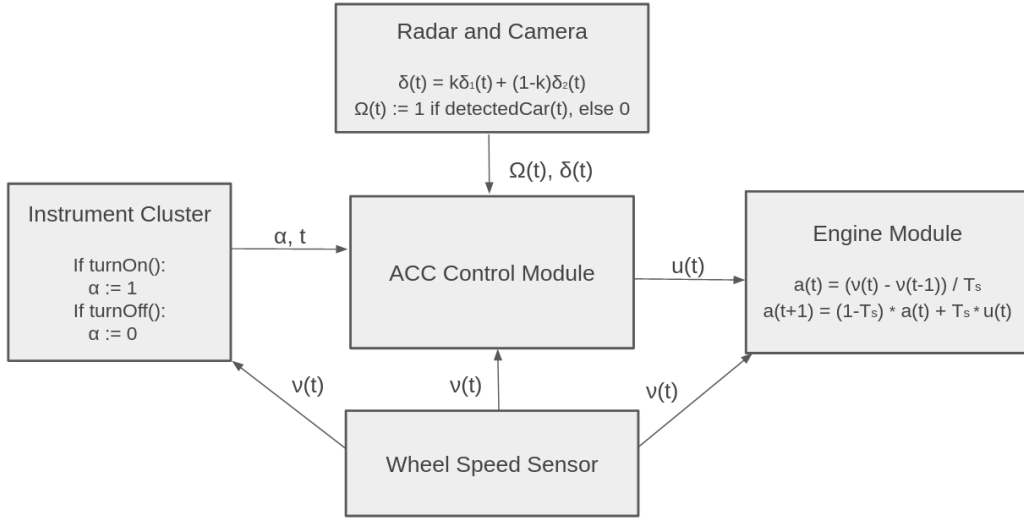 Radar and Camera
δ(t) = kδ₁(t) + (1-k)δ₂(t)
Ω(t) := 1 if detectedCar(t), else 0
Ω(t), δ(t)
Instrument Cluster
If turnOn():
α := 1
If turnOff():
α := 0
α, t
ACC Control Module
u(t)
Engine Module
a(t) = (ν(t) - ν(t-1)) / Tₛ
a(t+1) = (1-Tₛ) * a(t) + Tₛ * u(t)
ν(t)
ν(t)
ν(t)
Wheel Speed Sensor